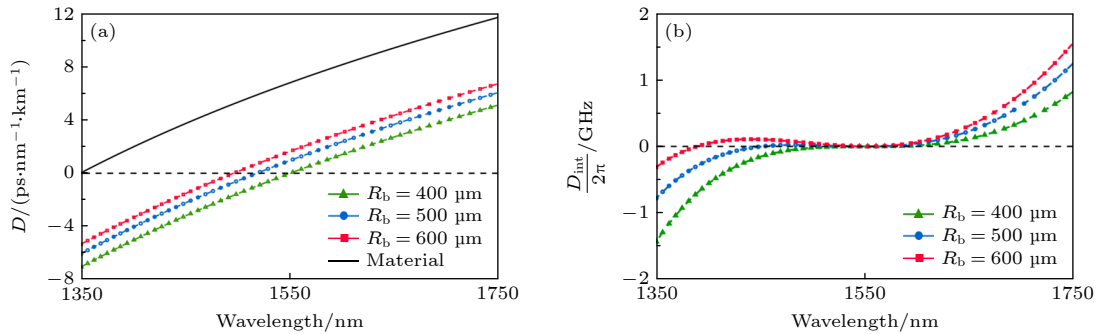 (a)
12
8
4
0
−4
−8
D/(ps·nm⁻¹·km⁻¹)
R_b = 400 µm
R_b = 500 µm
R_b = 600 µm
Material
1350 1550 1750
Wavelength/nm
(b)
2
1
0
−1
−2
D_int/2π /GHz
R_b = 400 µm
R_b = 500 µm
R_b = 600 µm
1350 1550 1750
Wavelength/nm